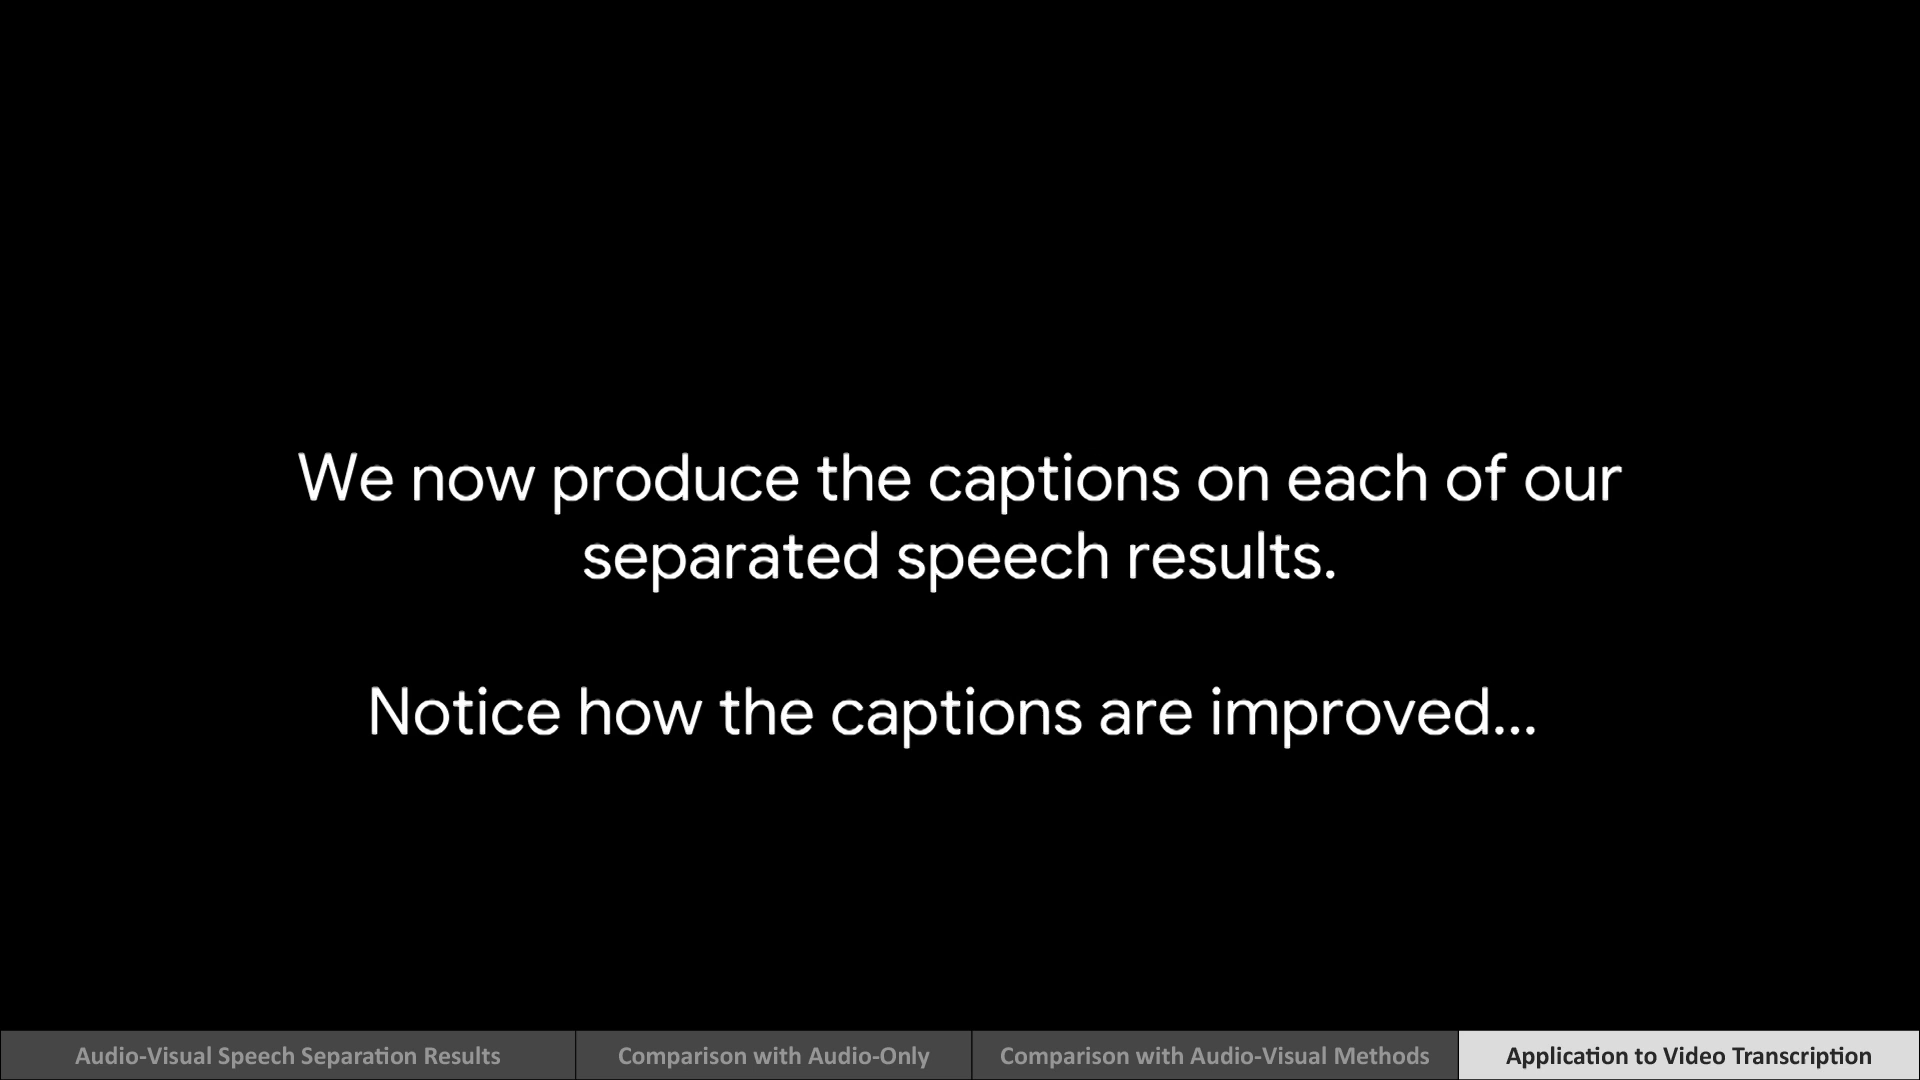 We now produce the captions on each of our
separated speech results.
Notice how the captions are improved...
Audio-Visual Speech Separation Results
Comparison with Audio-Only
Comparison with Audio-Visual Methods
Application to Video Transcription